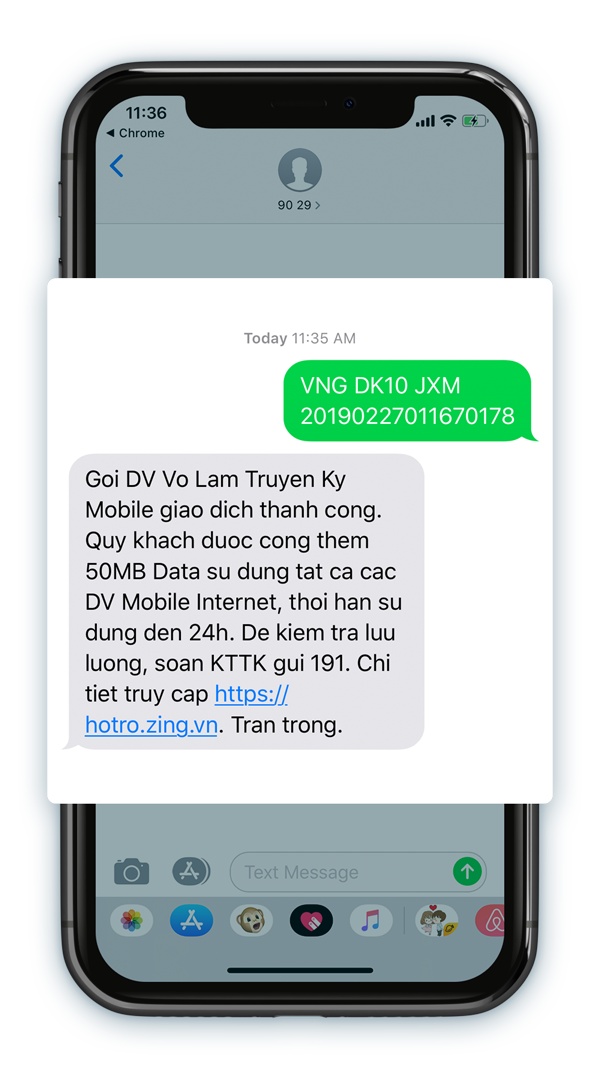 11:36
◀ Chrome
90 29 >
Today 11:35 AM
VNG DK10 JXM
20190227011670178
Goi DV Vo Lam Truyen Ky
Mobile giao dich thanh cong.
Quy khach duoc cong them
50MB Data su dung tat ca cac
DV Mobile Internet, thoi han su
dung den 24h. De kiem tra luu
luong, soan KTTK gui 191. Chi
tiet truy cap https://
hotro.zing.vn. Tran trong.
Text Message